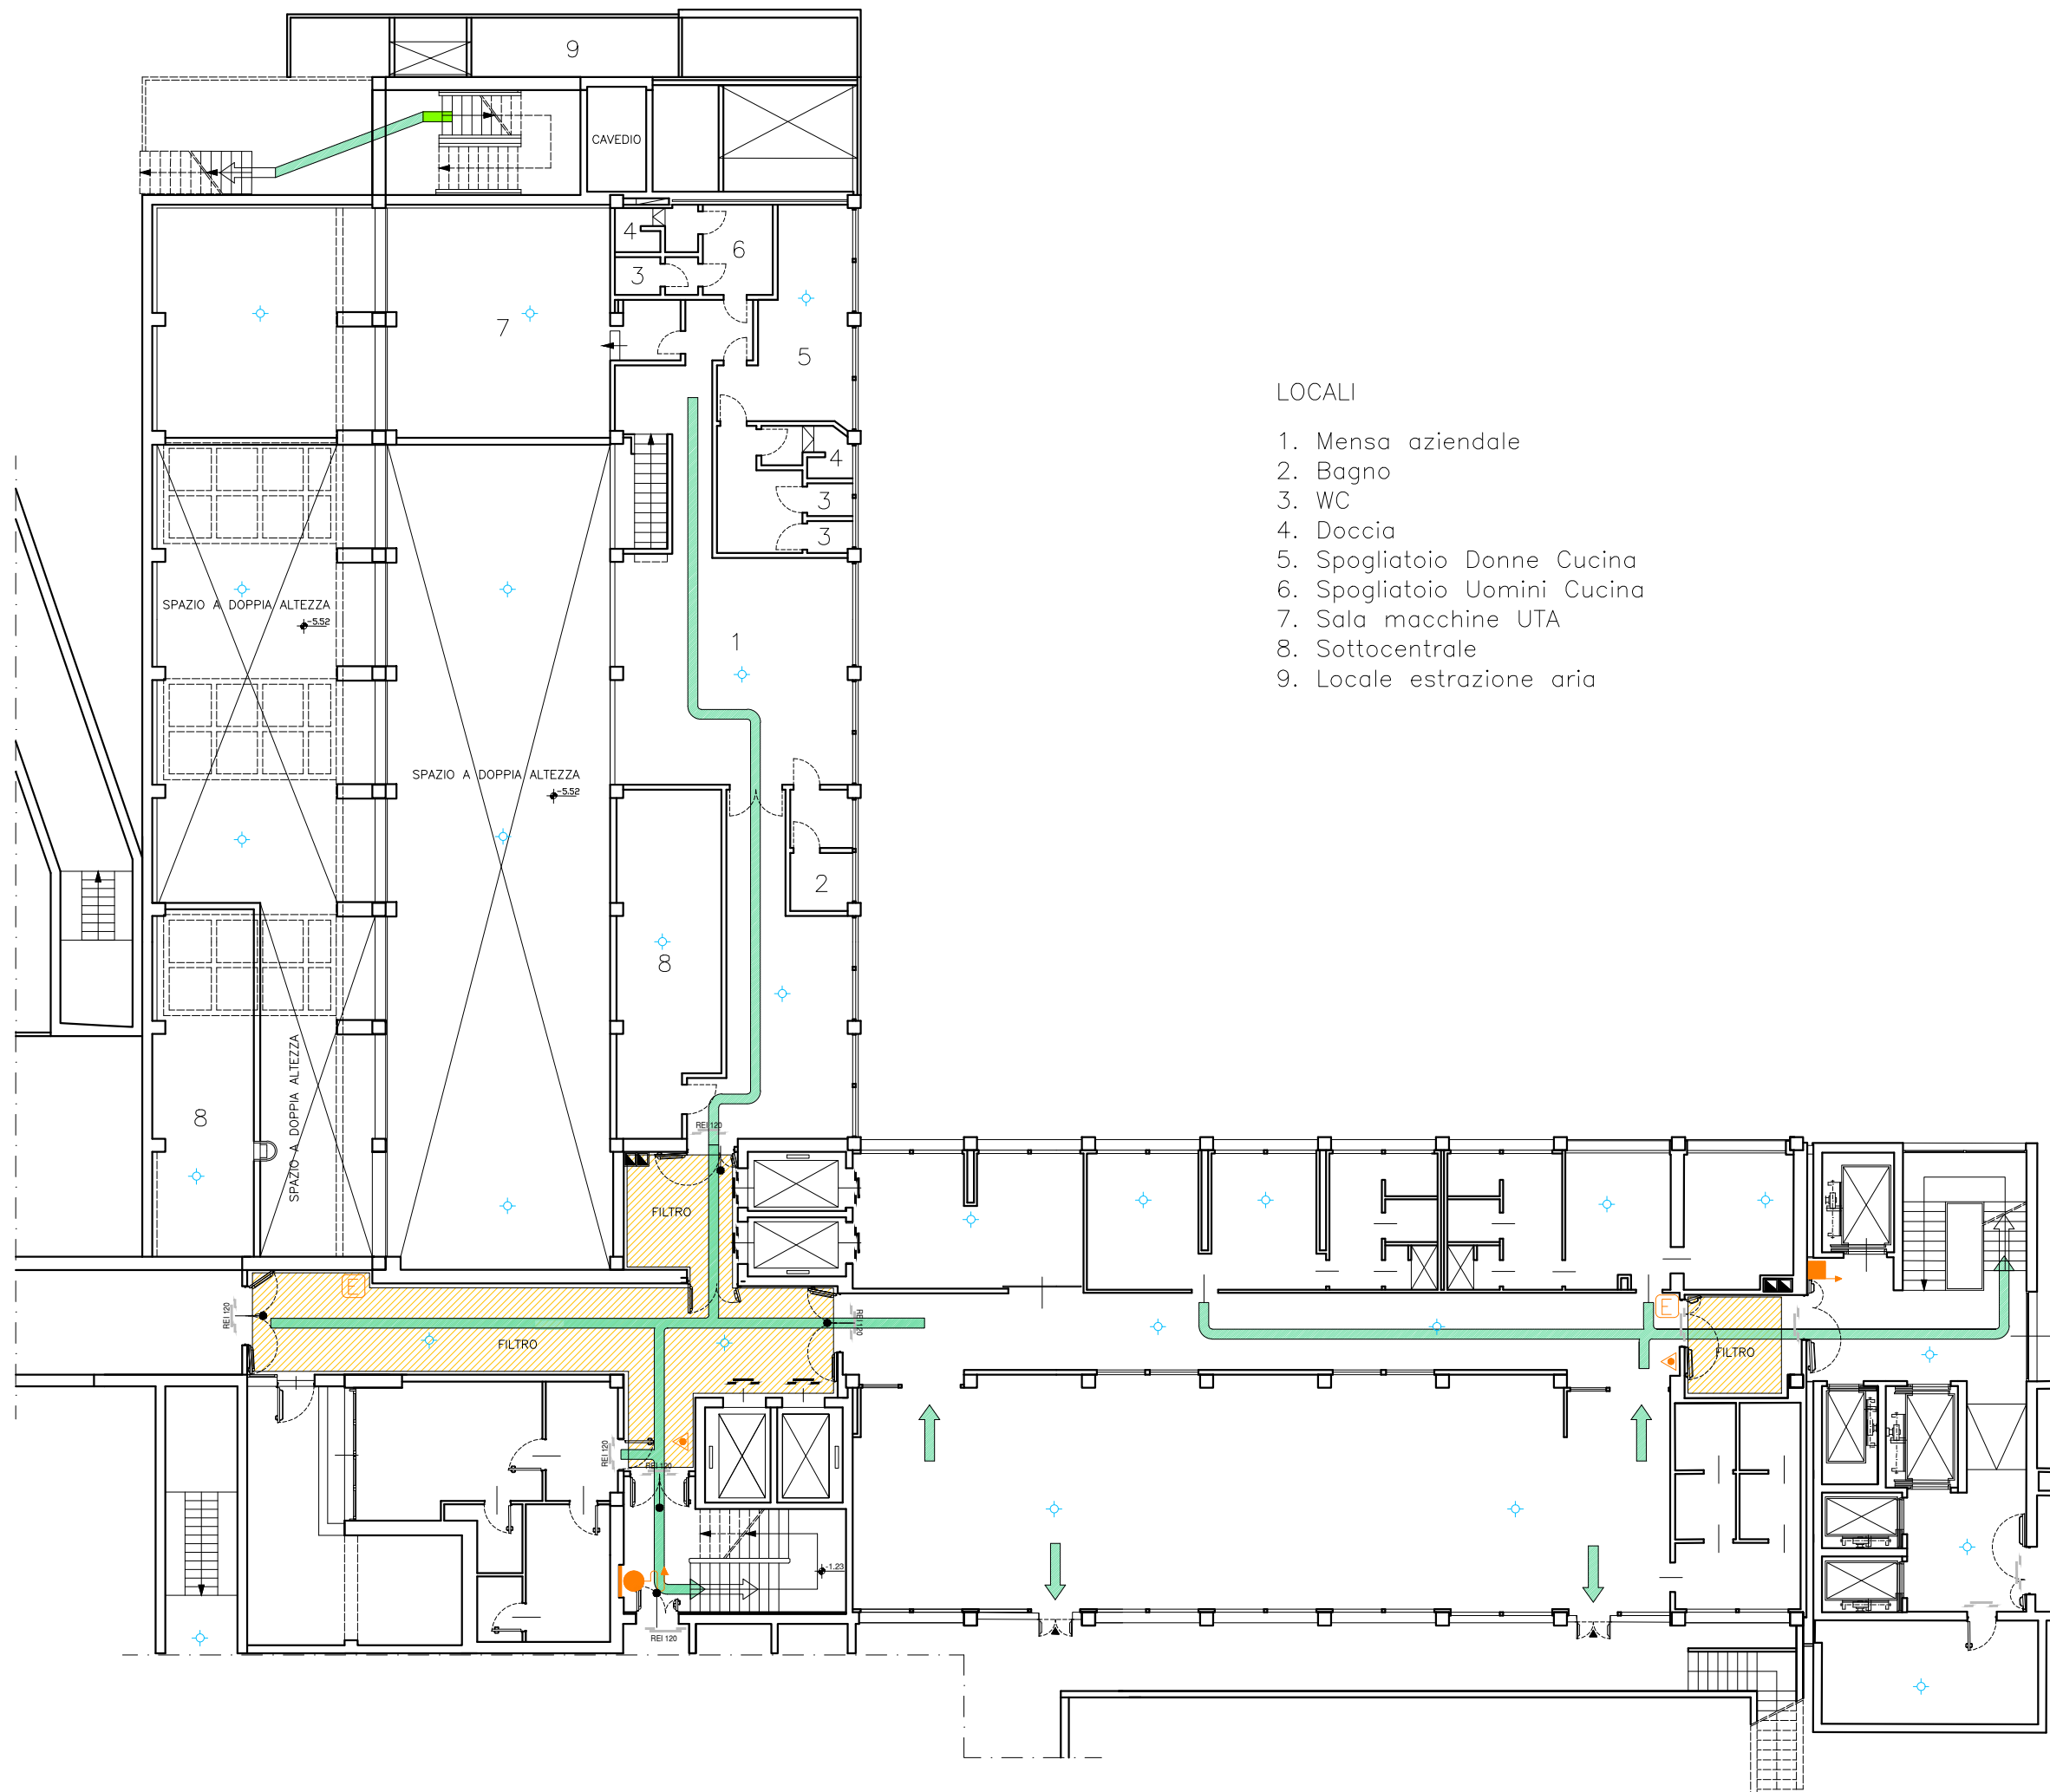 9
CAVEDIO
4
6
3
7
5
LOCALI
1. Mensa aziendale
2. Bagno
3. WC
4. Doccia
5. Spogliatoio Donne Cucina
6. Spogliatoio Uomini Cucina
7. Sala macchine UTA
8. Sottocentrale
9. Locale estrazione aria
4
3
3
SPAZIO A DOPPIA ALTEZZA
-5.52
1
SPAZIO A DOPPIA ALTEZZA
-5.52
2
8
SPAZIO A DOPPIA ALTEZZA
8
REI 120
FILTRO
E
REI 120
REI 120
E
FILTRO
FILTRO
REI 120
REI 120
-1.23
REI 120